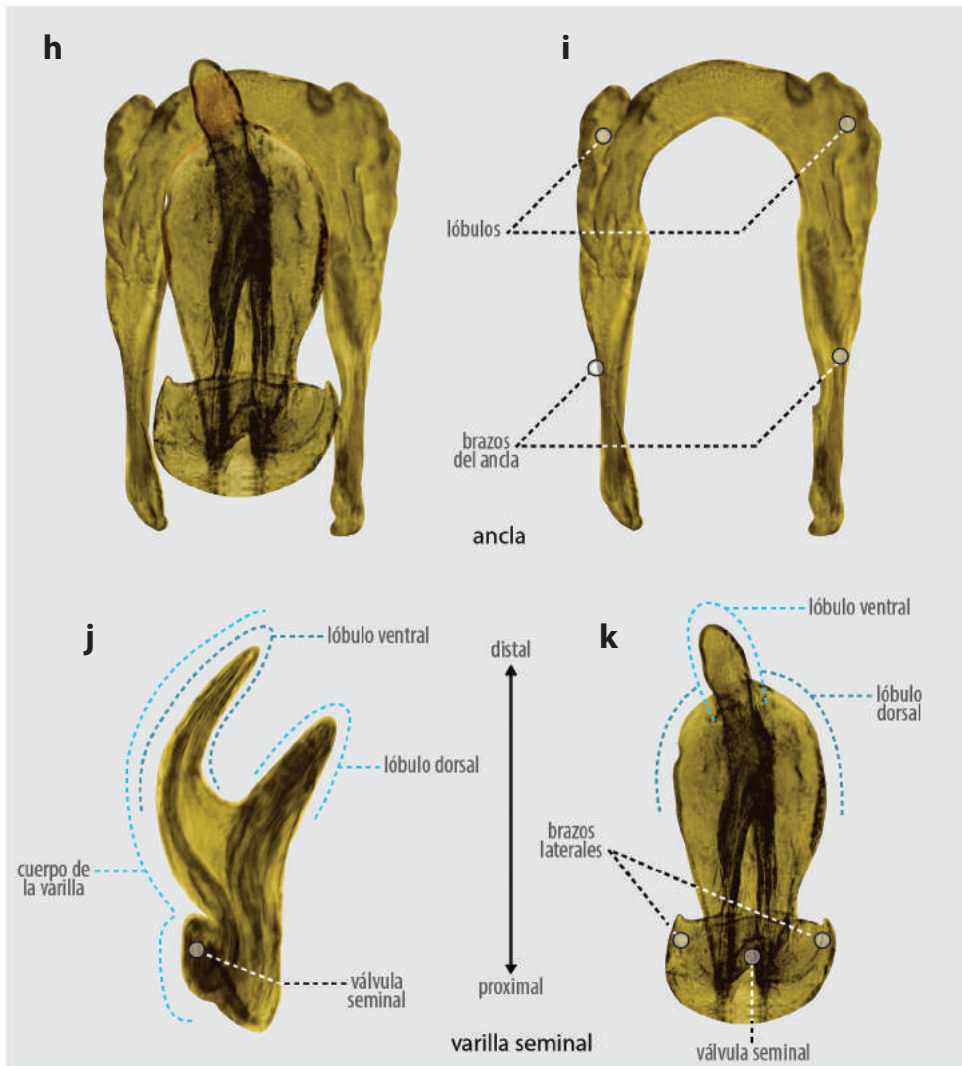 h
i
lóbulos
brazos
del ancla
ancla
j
lóbulo ventral
lóbulo dorsal
cuerpo de
la varilla
válvula
seminal
distal
proximal
varilla seminal
k
lóbulo ventral
lóbulo
dorsal
brazos
laterales
válvula seminal